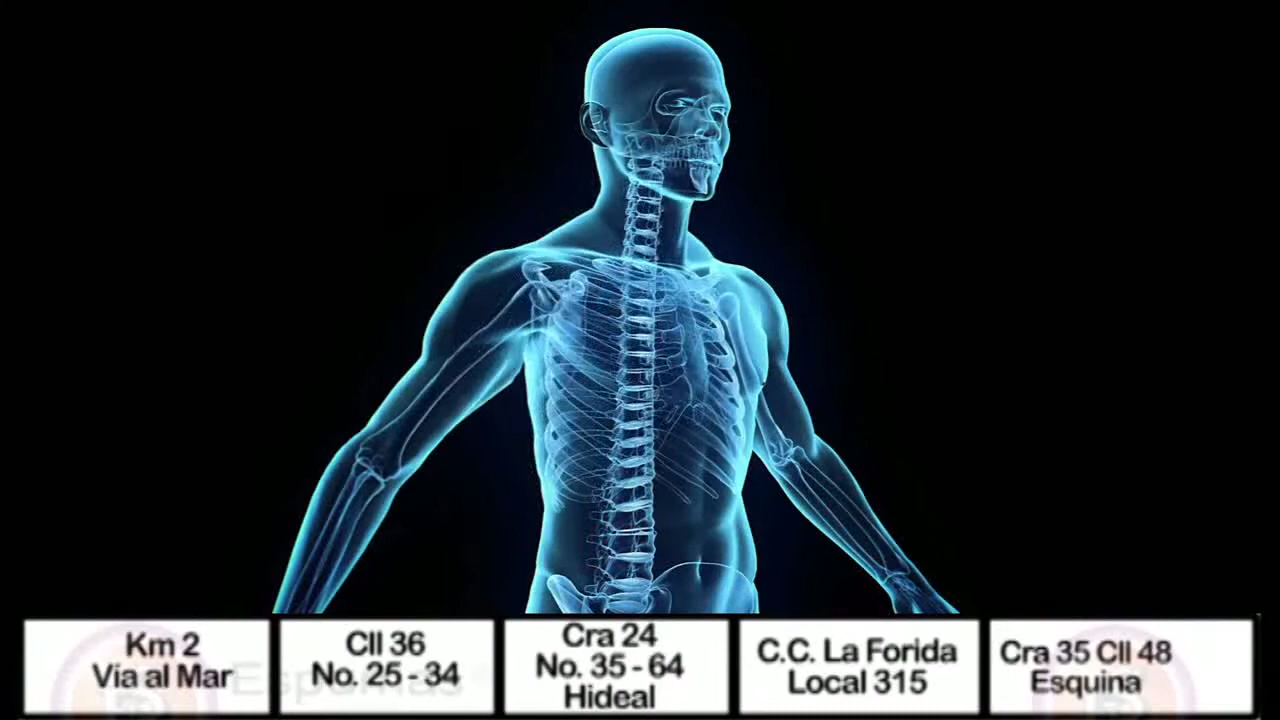 Km 2
Via al Mar
Cll 36
No. 25 - 34
Cra 24
No. 35 - 64
Hideal
C.C. La Forida
Local 315
Cra 35 Cll 48
Esquina
Espumas